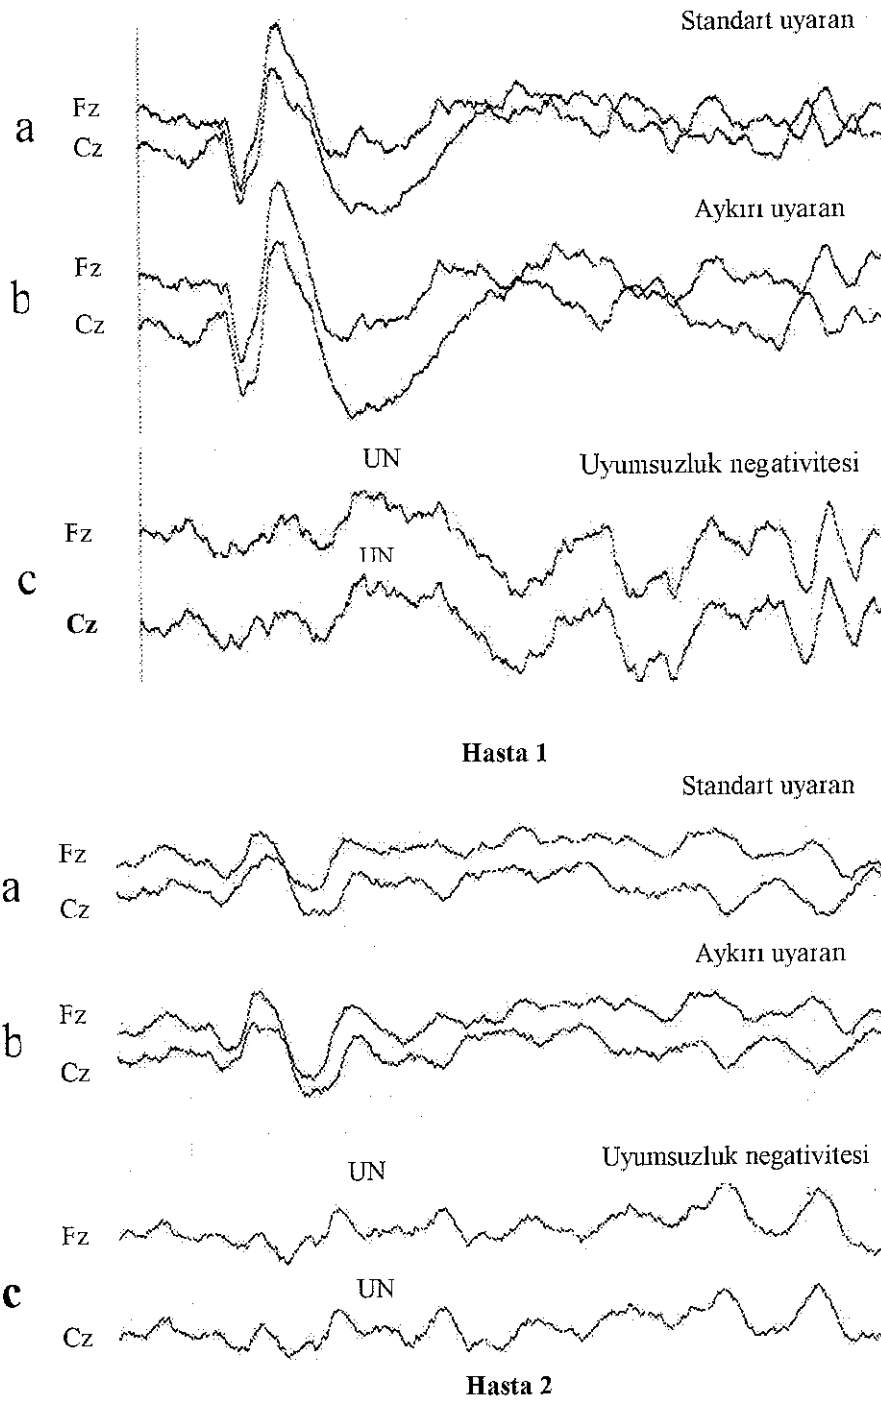 Standart uyaran
Fz
a
Cz
Aykırı uyaran
Fz
b
Cz
UN
Uyumsuzluk negativitesi
Fz
UN
c
Cz
Hasta 1
Standart uyaran
Fz
a
Cz
Aykırı uyaran
Fz
b
Cz
Uyumsuzluk negativitesi
UN
Fz
UN
c
Cz
Hasta 2